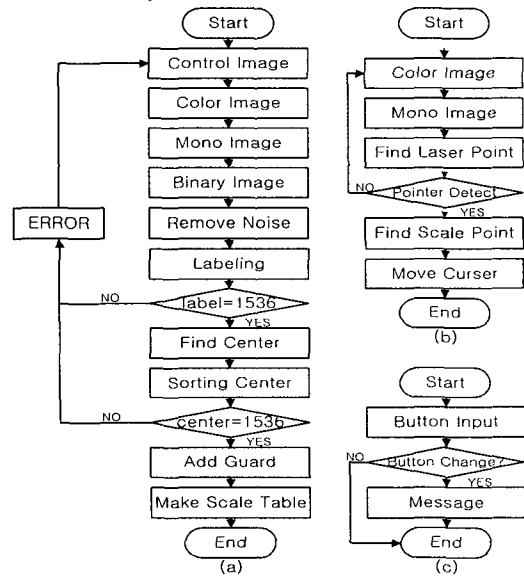 Start
Control Image
Color Image
Mono Image
Binary Image
Remove Noise
ERROR
Labeling
label=1536
NO
YES
Find Center
Sorting Center
center=1536
NO
YES
Add Guard
Make Scale Table
End
(a)
Start
Color Image
Mono Image
Find Laser Point
Pointer Detect
NO
YES
Find Scale Point
Move Curser
End
(b)
Start
Button Input
Button Change?
NO
YES
Message
End
(c)